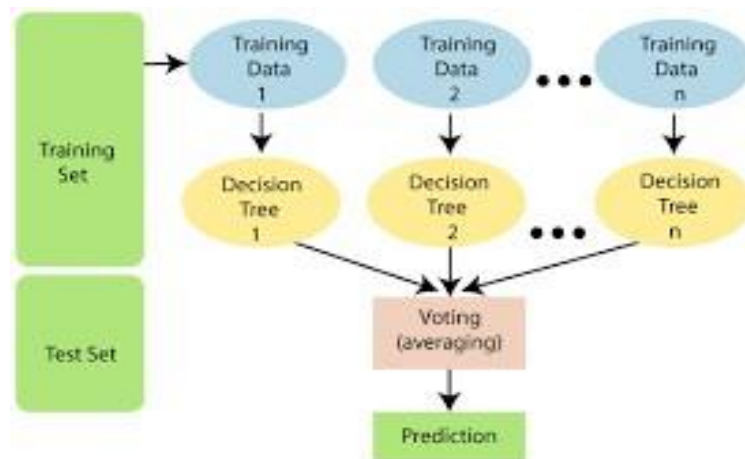 Training
Set
Training
Data
1
Training
Data
2
Training
Data
n
Decision
Tree
1
Decision
Tree
2
Decision
Tree
n
Test Set
Voting
(averaging)
Prediction